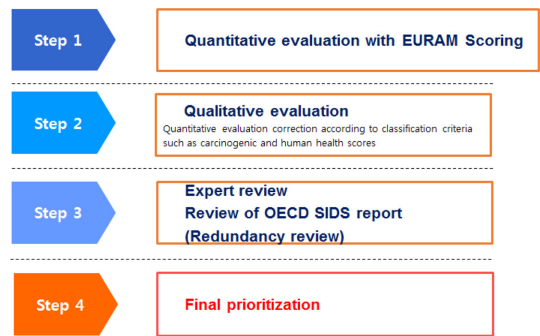 Step 1
Quantitative evaluation with EURAM Scoring
Step 2
Qualitative evaluation
Quantitative evaluation correction according to classification criteria
such as carcinogenic and human health scores
Step 3
Expert review
Review of OECD SIDS report
(Redundancy review)
Step 4
Final prioritization